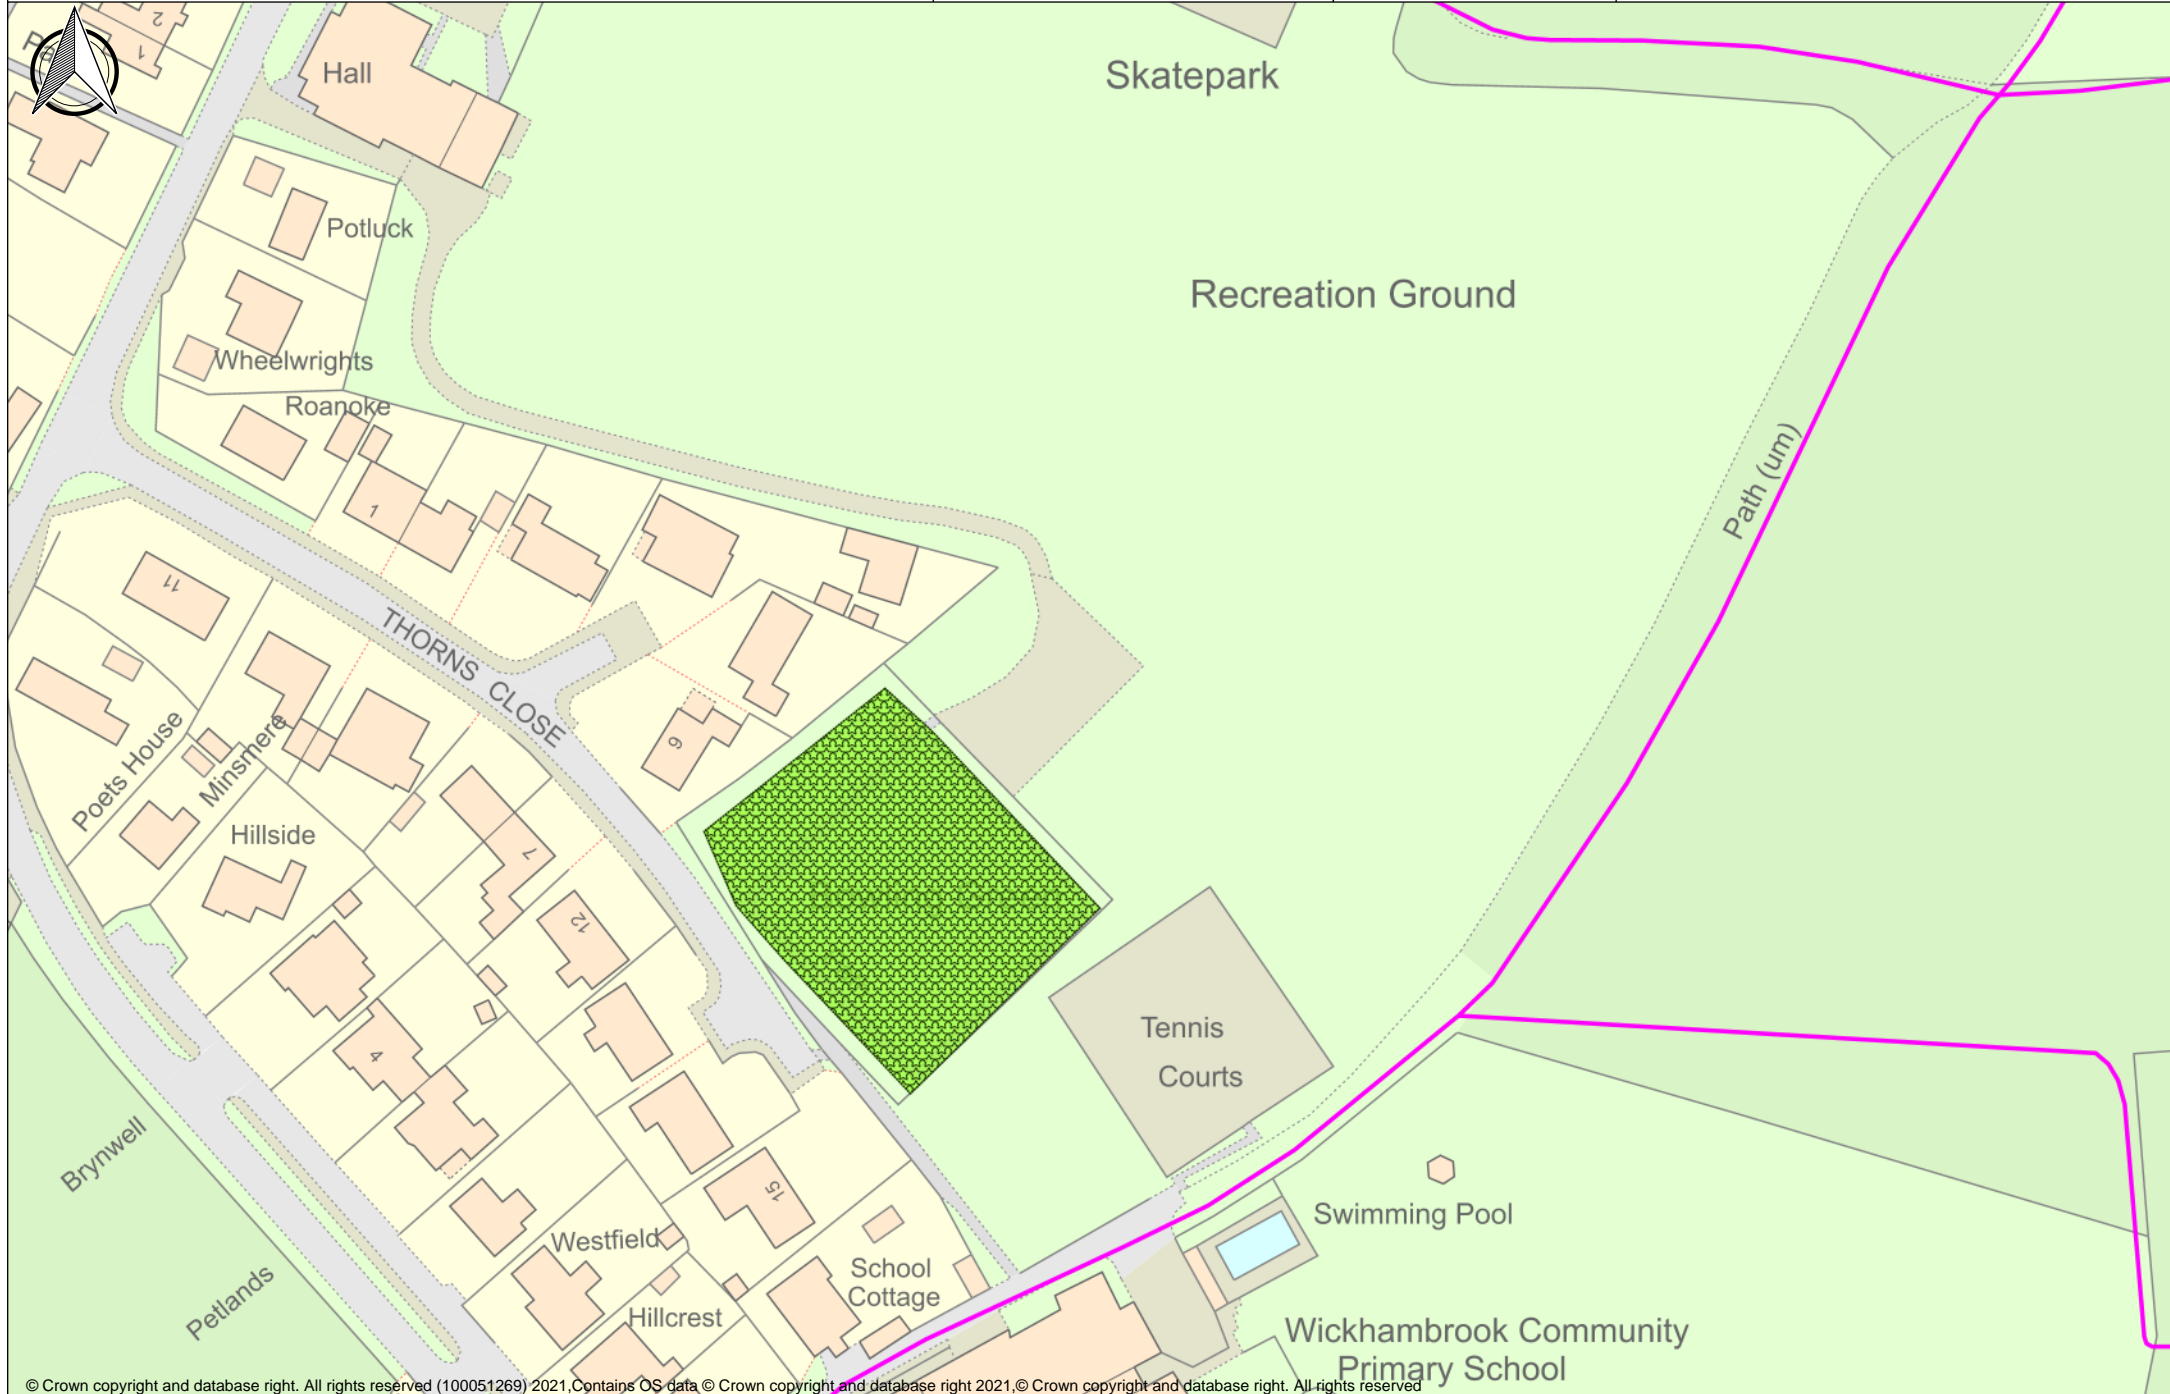 2
1
Hall
Skatepark
Potluck
Recreation Ground
Wheelwrights
Roanoke
Path (um)
1
11
THORNS CLOSE
Poets House
Minsmere
9
Hillside
7
12
Tennis
Courts
4
Brynwell
15
Swimming Pool
Westfield
School
Cottage
Petlands
Hillcrest
Wickhambrook Community
Primary School
© Crown copyright and database right. All rights reserved (100051269) 2021,Contains OS data © Crown copyright and database right 2021,© Crown copyright and database right. All rights reserved